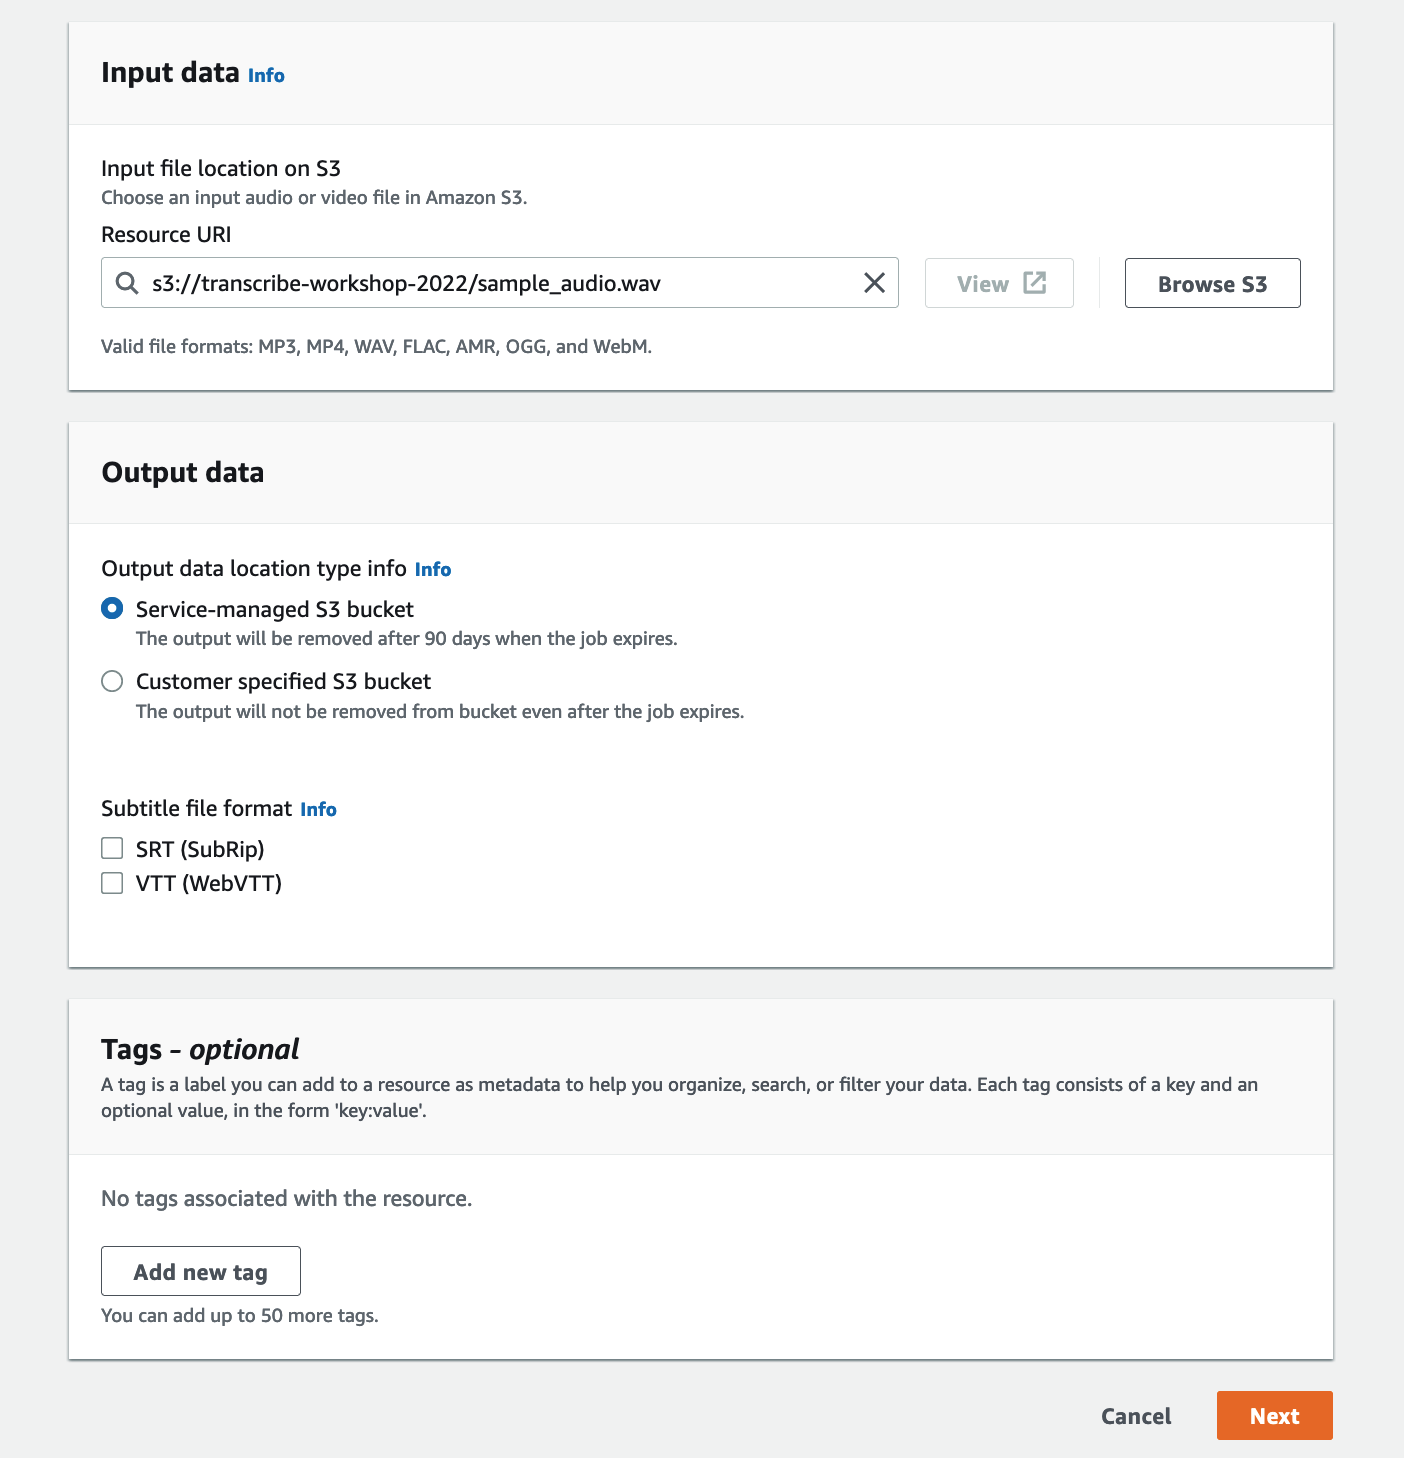 Input data Info
Input file location on S3
Choose an input audio or video file in Amazon S3.
Resource URI
s3://transcribe-workshop-2022/sample_audio.wav
View
Browse S3
Valid file formats: MP3, MP4, WAV, FLAC, AMR, OGG, and WebM.
Output data
Output data location type info Info
Service-managed S3 bucket
The output will be removed after 90 days when the job expires.
Customer specified S3 bucket
The output will not be removed from bucket even after the job expires.
Subtitle file format Info
SRT (SubRip)
VTT (WebVTT)
Tags - optional
A tag is a label you can add to a resource as metadata to help you organize, search, or filter your data. Each tag consists of a key and an
optional value, in the form 'key:value'.
No tags associated with the resource.
Add new tag
You can add up to 50 more tags.
Cancel
Next